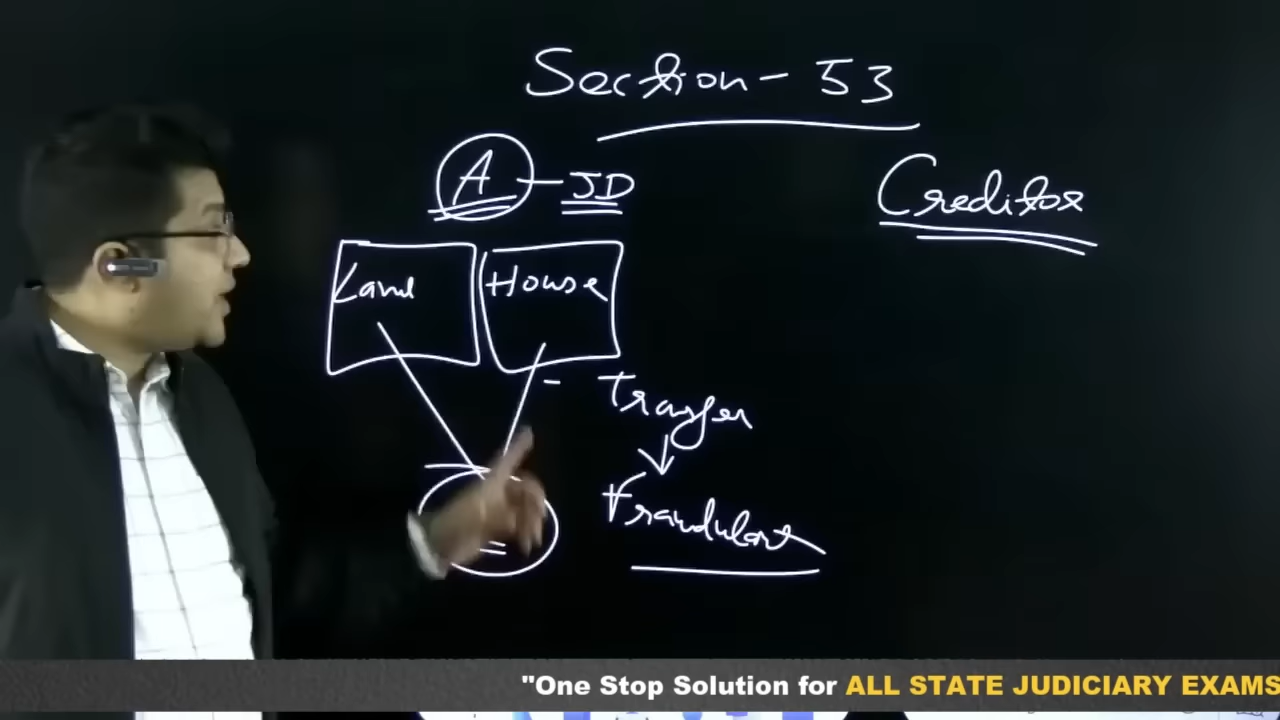 Section - 53
A - JD
Creditor
Land
House
Transfer
Fraudulent
"One Stop Solution for ALL STATE JUDICIARY EXAMS